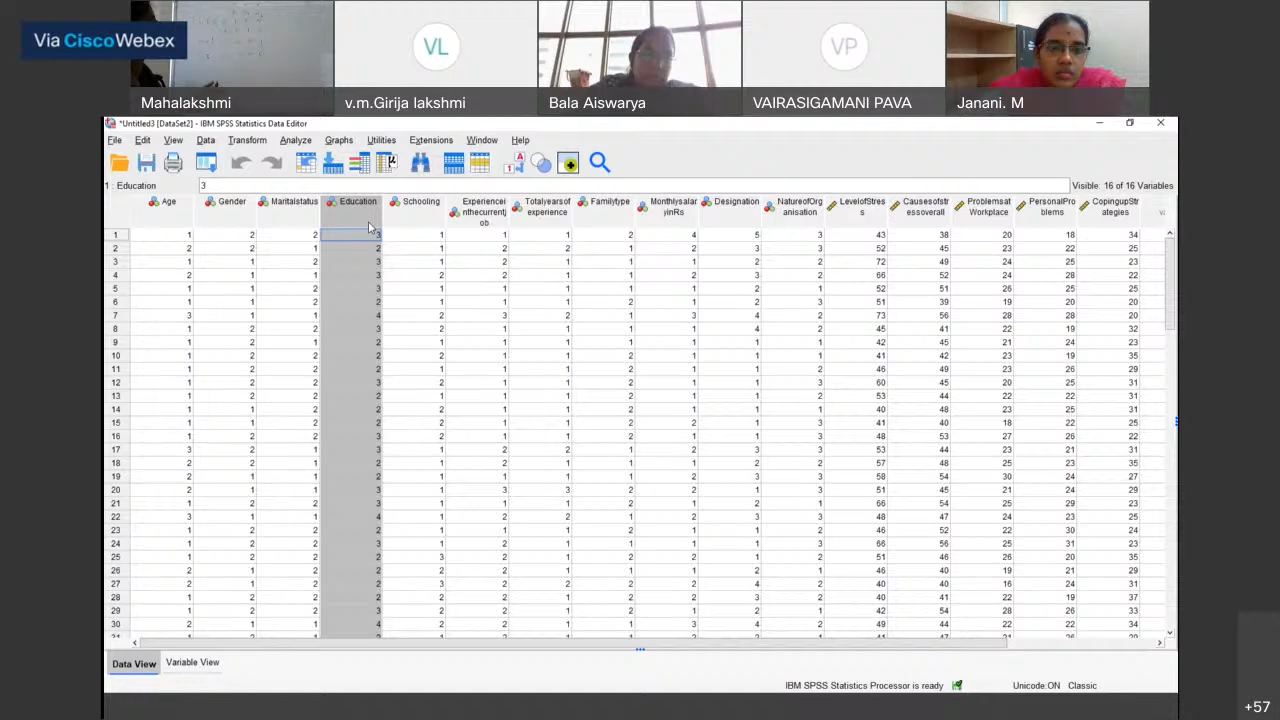 Via Cisco Webex
VL
VP
Mahalakshmi
v.m.Girija lakshmi
Bala Aiswarya
VAIRASIGAMANI PAVA
Janani. M
*Untitled3 [DataSet2] - IBM SPSS Statistics Data Editor
File Edit View Data Transform Analyze Graphs Utilities Extensions Window Help
1 : Education 3 Visible: 16 of 16 Variables
Age Gender Maritalstatus Education Schooling Experiencei nthecurrentj ob Totalyearsof experience Familytype Monthlysalar yinRs Designation NatureofOrg anisation LevelofStres s Causesofstr essoverall Problemsat Workplace PersonalPro blems CopingupStr ategies
1 1 2 2 3 1 1 1 2 4 5 3 43 38 20 18 34
2 2 2 1 2 1 2 2 1 2 3 3 52 45 23 22 25
3 1 1 2 3 1 1 1 1 1 2 2 72 49 24 25 23
4 2 1 1 3 2 1 1 1 2 3 2 66 52 24 28 22
5 1 1 2 3 1 1 1 1 1 2 2 52 51 26 25 25
6 1 1 2 2 1 1 1 2 1 2 3 51 39 19 20 20
7 3 1 1 4 2 3 2 1 3 4 2 73 56 28 28 20
8 1 2 2 3 2 1 1 1 1 4 2 45 41 22 19 32
9 1 2 2 2 1 1 1 1 1 1 1 42 45 21 24 23
10 1 2 2 2 2 1 1 1 1 1 2 41 42 23 19 35
11 1 2 2 2 1 1 1 1 1 1 2 46 49 23 26 29
12 1 2 2 3 2 1 1 1 1 1 3 60 45 20 25 31
13 1 1 2 2 1 1 1 1 1 2 1 53 44 22 22 31
14 1 2 2 2 2 1 1 1 2 2 1 40 48 23 25 31
15 1 1 2 2 1 1 1 2 2 1 3 41 40 18 22 25
16 1 2 2 3 2 1 1 1 1 1 3 48 53 27 26 22
17 3 2 1 3 1 2 2 1 2 3 3 53 44 23 21 31
18 2 2 1 2 2 1 1 1 1 2 2 57 48 25 23 35
19 2 2 1 2 1 1 1 1 2 3 2 58 54 30 24 27
20 2 1 1 3 1 3 3 2 2 1 3 51 45 21 24 29
21 1 2 2 3 1 1 1 2 1 1 1 66 54 25 28 29
22 3 2 1 4 1 2 2 1 2 3 3 48 47 24 23 25
23 1 2 2 2 1 1 1 2 1 1 2 46 52 22 30 24
24 1 2 2 3 1 1 1 1 1 1 3 66 56 25 31 23
25 1 2 2 2 3 2 1 1 2 1 2 51 46 26 20 35
26 2 2 2 2 1 1 1 1 1 2 1 46 40 19 21 29
27 2 1 2 2 3 2 2 2 2 4 2 40 40 16 24 31
28 1 2 2 2 2 2 1 2 2 3 2 40 41 22 19 37
29 1 2 2 3 2 2 1 2 1 2 1 42 54 28 26 33
30 2 1 1 4 2 2 1 2 3 4 2 49 44 22 22 34
Data View Variable View
IBM SPSS Statistics Processor is ready Unicode:ON Classic
+57